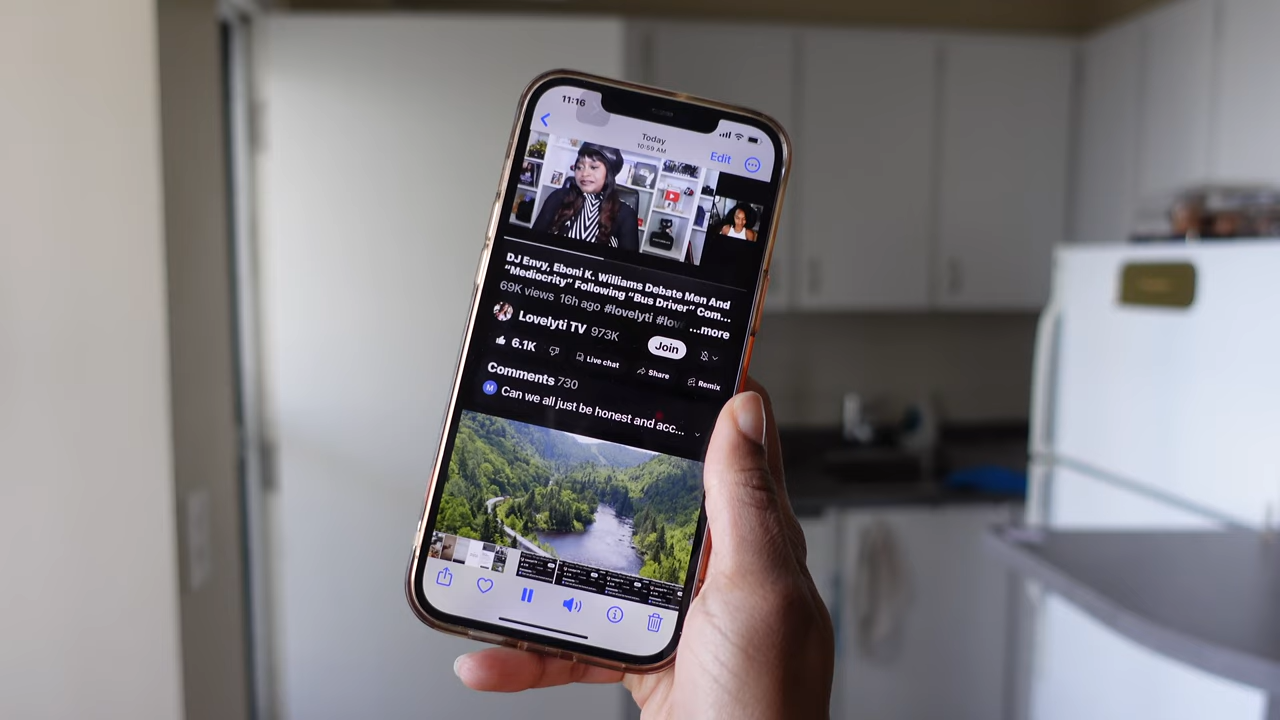 11:16
Today
10:59 AM
Edit
DJ Envy, Eboni K. Williams Debate Men And
“Mediocrity” Following “Bus Driver” Com...
69K views 16h ago #lovelyti #lov ...more
Lovelyti TV 973K
Join
6.1K
Live chat
Share
Remix
Comments 730
M
Can we all just be honest and acc...